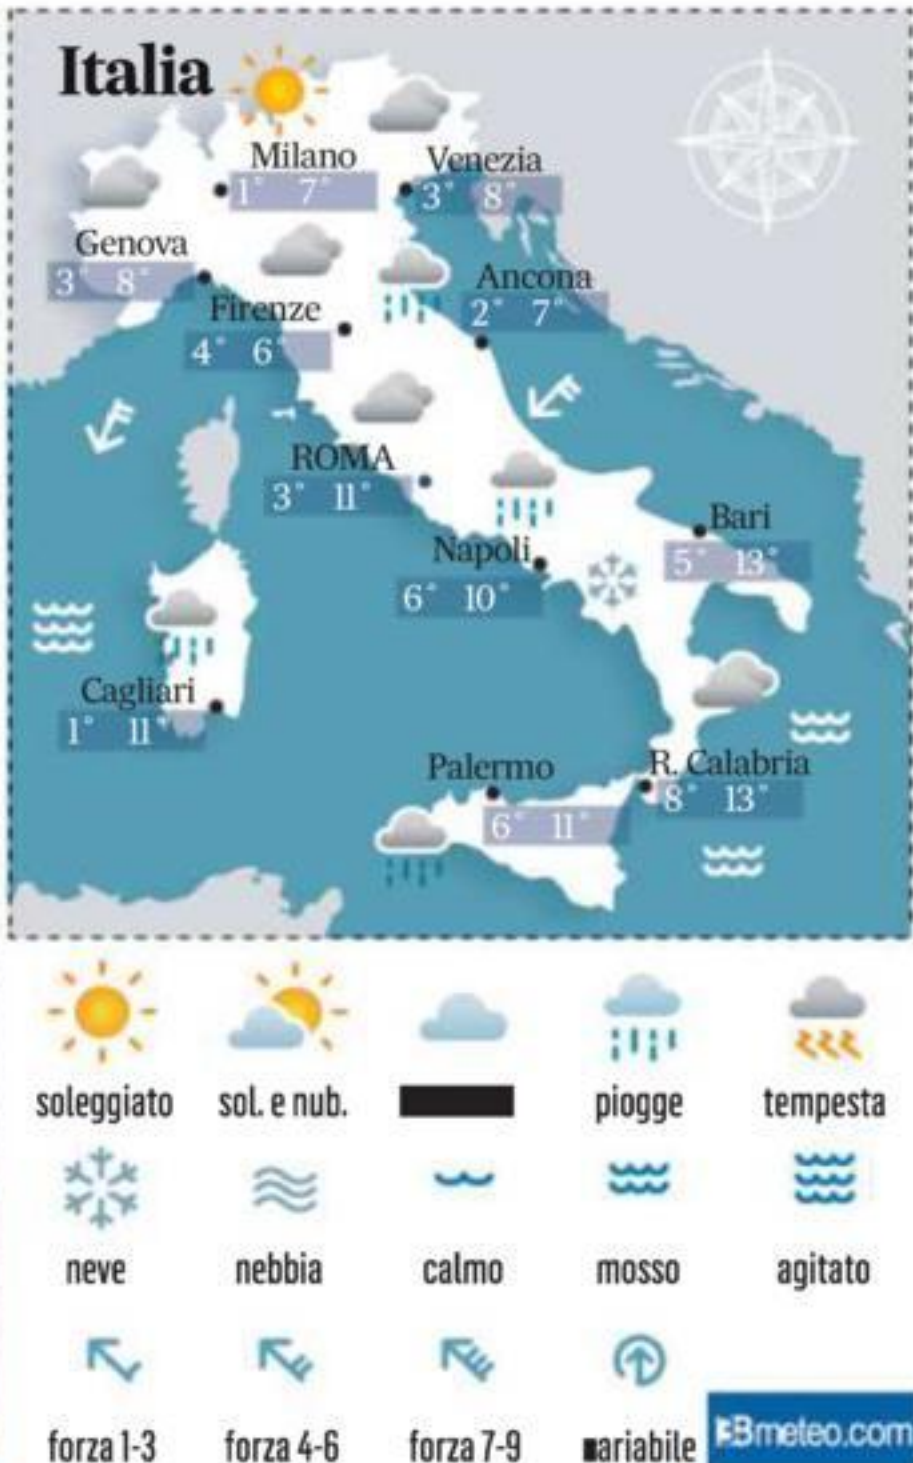 Italia
Milano
1° 7°
Venezia
3° 8°
Genova
3° 8°
Ancona
2° 7°
Firenze
4° 6°
ROMA
3° 11°
Bari
5° 13°
Napoli
6° 10°
Cagliari
1° 11°
Palermo
6° 11°
R. Calabria
8° 13°
soleggiato sol. e nub. piogge tempesta
neve nebbia calmo mosso agitato
forza 1-3 forza 4-6 forza 7-9 ariabile
3Bmeteo.com